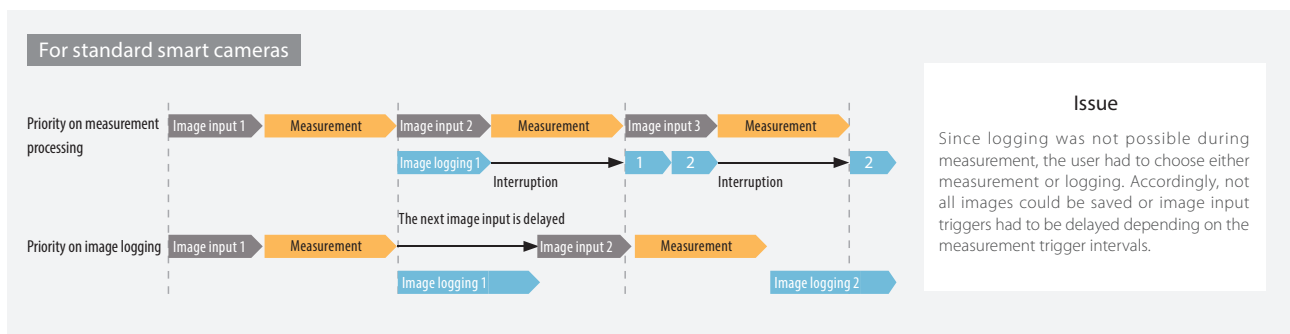 For standard smart cameras
Priority on measurement
processing
Image input 1
Measurement
Image input 2
Measurement
Image input 3
Measurement
Image logging 1
Interruption
1
2
Interruption
2
The next image input is delayed
Priority on image logging
Image input 1
Measurement
Image input 2
Measurement
Image logging 1
Image logging 2
Issue
Since logging was not possible during
measurement, the user had to choose either
measurement or logging. Accordingly, not
all images could be saved or image input
triggers had to be delayed depending on the
measurement trigger intervals.